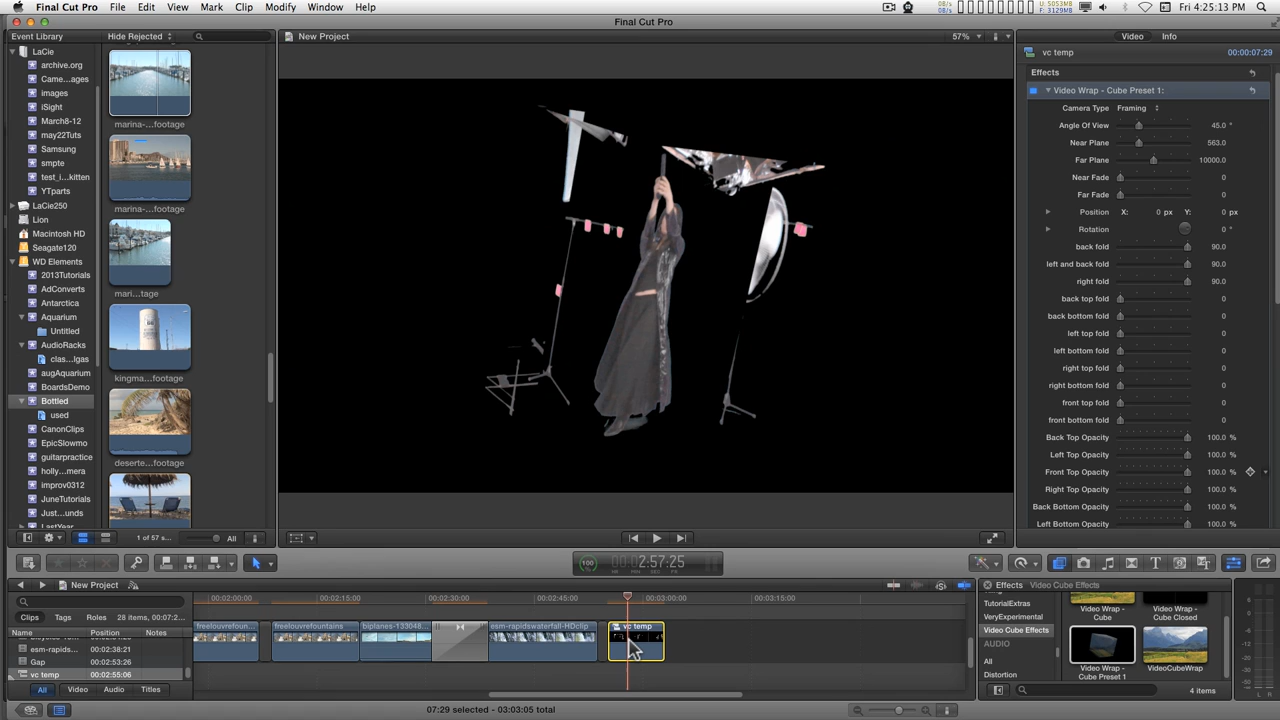 Final Cut Pro File Edit View Mark Clip Modify Window Help
0B/s 0B/s U: 5053MB F: 3129MB Fri 4:25:13 PM
Final Cut Pro
Event Library Hide Rejected New Project 57% Video Info
LaCie
archive.org
Came...ages
images
iSight
March8-12
may22Tuts
Samsung
smpte
test_i...kitten
YTparts
LaCie250
Lion
Macintosh HD
Seagate120
WD Elements
2013Tutorials
AdConverts
Antarctica
Aquarium
Untitled
AudioRacks
clas...lgas
augAquarium
BoardsDemo
Bottled
used
CanonClips
EpicSlowmo
guitarpractice
holly...mera
improv0312
JuneTutorials
Just...unds
LastYear
marina-...footage
marina-...footage
mari...tage
kingma...footage
deserte...footage
1 of 57 s... All
vc temp 00:00:07:29
Effects
Video Wrap - Cube Preset 1:
Camera Type Framing
Angle Of View 45.0 °
Near Plane 563.0
Far Plane 10000.0
Near Fade 0
Far Fade 0
Position X: 0 px Y: 0 px
Rotation 0 °
back fold 90.0
left and back fold 90.0
right fold 90.0
back top fold 0
back bottom fold 0
left top fold 0
left bottom fold 0
right top fold 0
right bottom fold 0
front top fold 0
front bottom fold 0
Back Top Opacity 100.0 %
Left Top Opacity 100.0 %
Front Top Opacity 100.0 %
Right Top Opacity 100.0 %
Back Bottom Opacity 100.0 %
Left Bottom Opacity 100.0 %
100 2:57:25
New Project
Clips Tags Roles 28 items, 00:07:2...
Name Position Notes
esm-rapids... 00:02:38:21
Gap 00:02:53:26
vc temp 00:02:55:06
All Video Audio Titles
00:02:00:00 00:02:15:00 00:02:30:00 00:02:45:00 00:03:00:00 00:03:15:00
freelouvrefoun... freelouvrefountains biplanes-133048... esm-rapidswaterfall-HDclip vc temp
Effects Video Cube Effects
TutorialExtras
VeryExperimental
Video Cube Effects
AUDIO
All
Distortion
Video Wrap - Cube
Video Wrap - Cube Closed
Video Wrap - Cube Preset 1
VideoCubeWrap
4 items
6
0
-6
-12
-20
-30
-50
L R
07:29 selected - 03:03:05 total